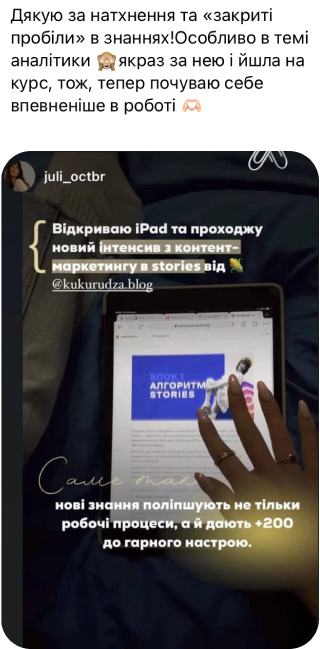 Дякую за натхнення та «закриті
пробіли» в знаннях!Особливо в темі
аналітики 🙈якраз за нею і йшла на
курс, тож, тепер почуваю себе
впевненіше в роботі 🫶🏻
juli_octbr
Відкриваю iPad та проходжу
новий інтенсив з контент-
маркетингу в stories від 🌽
@kukurudza.blog
БЛОК 1
АЛГОРИТМ
STORIES
Саме так
нові знання поліпшують не тільки
робочі процеси, а й дають +200
до гарного настрою.